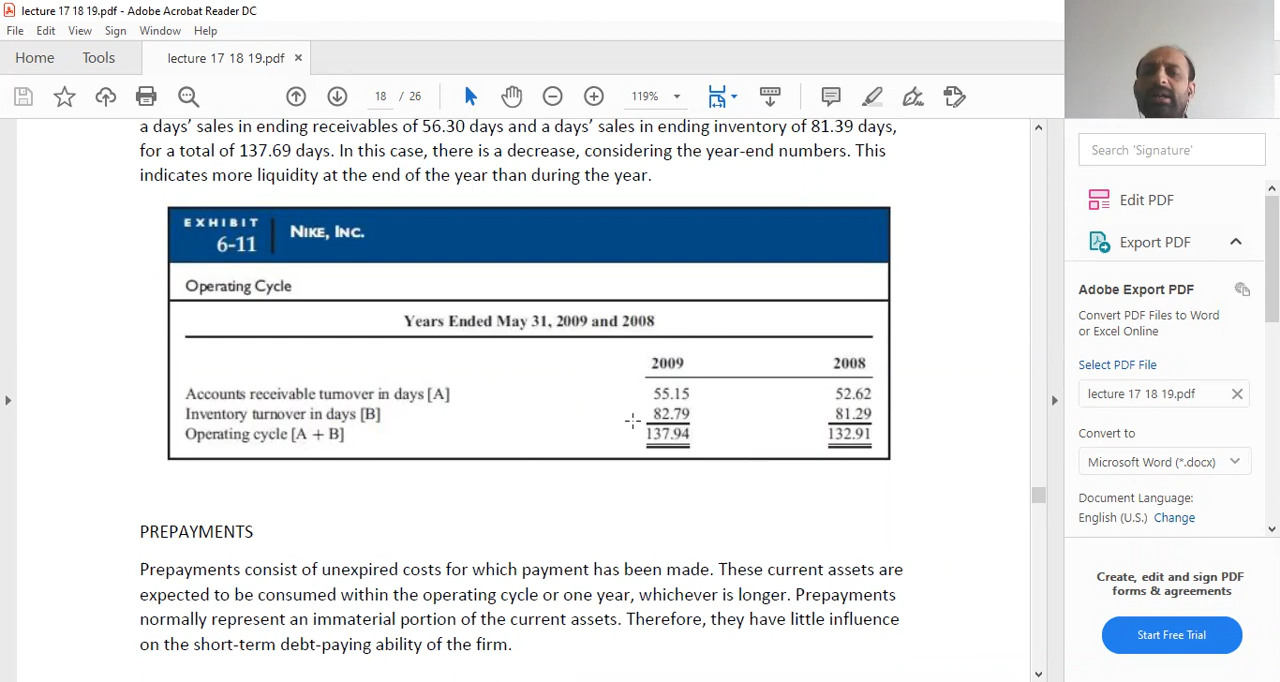 lecture 17 18 19.pdf - Adobe Acrobat Reader DC
File Edit View Sign Window Help
Home Tools lecture 17 18 19.pdf ×
18 / 26 119%
a days’ sales in ending receivables of 56.30 days and a days’ sales in ending inventory of 81.39 days,
for a total of 137.69 days. In this case, there is a decrease, considering the year-end numbers. This
indicates more liquidity at the end of the year than during the year.
EXHIBIT
6-11 NIKE, INC.
Operating Cycle
Years Ended May 31, 2009 and 2008
2009 2008
Accounts receivable turnover in days [A] 55.15 52.62
Inventory turnover in days [B] 82.79 81.29
Operating cycle [A + B] 137.94 132.91
PREPAYMENTS
Prepayments consist of unexpired costs for which payment has been made. These current assets are
expected to be consumed within the operating cycle or one year, whichever is longer. Prepayments
normally represent an immaterial portion of the current assets. Therefore, they have little influence
on the short-term debt-paying ability of the firm.
Search 'Signature'
Edit PDF
Export PDF
Adobe Export PDF
Convert PDF Files to Word
or Excel Online
Select PDF File
lecture 17 18 19.pdf
Convert to
Microsoft Word (*.docx)
Document Language:
English (U.S.) Change
Create, edit and sign PDF
forms & agreements
Start Free Trial